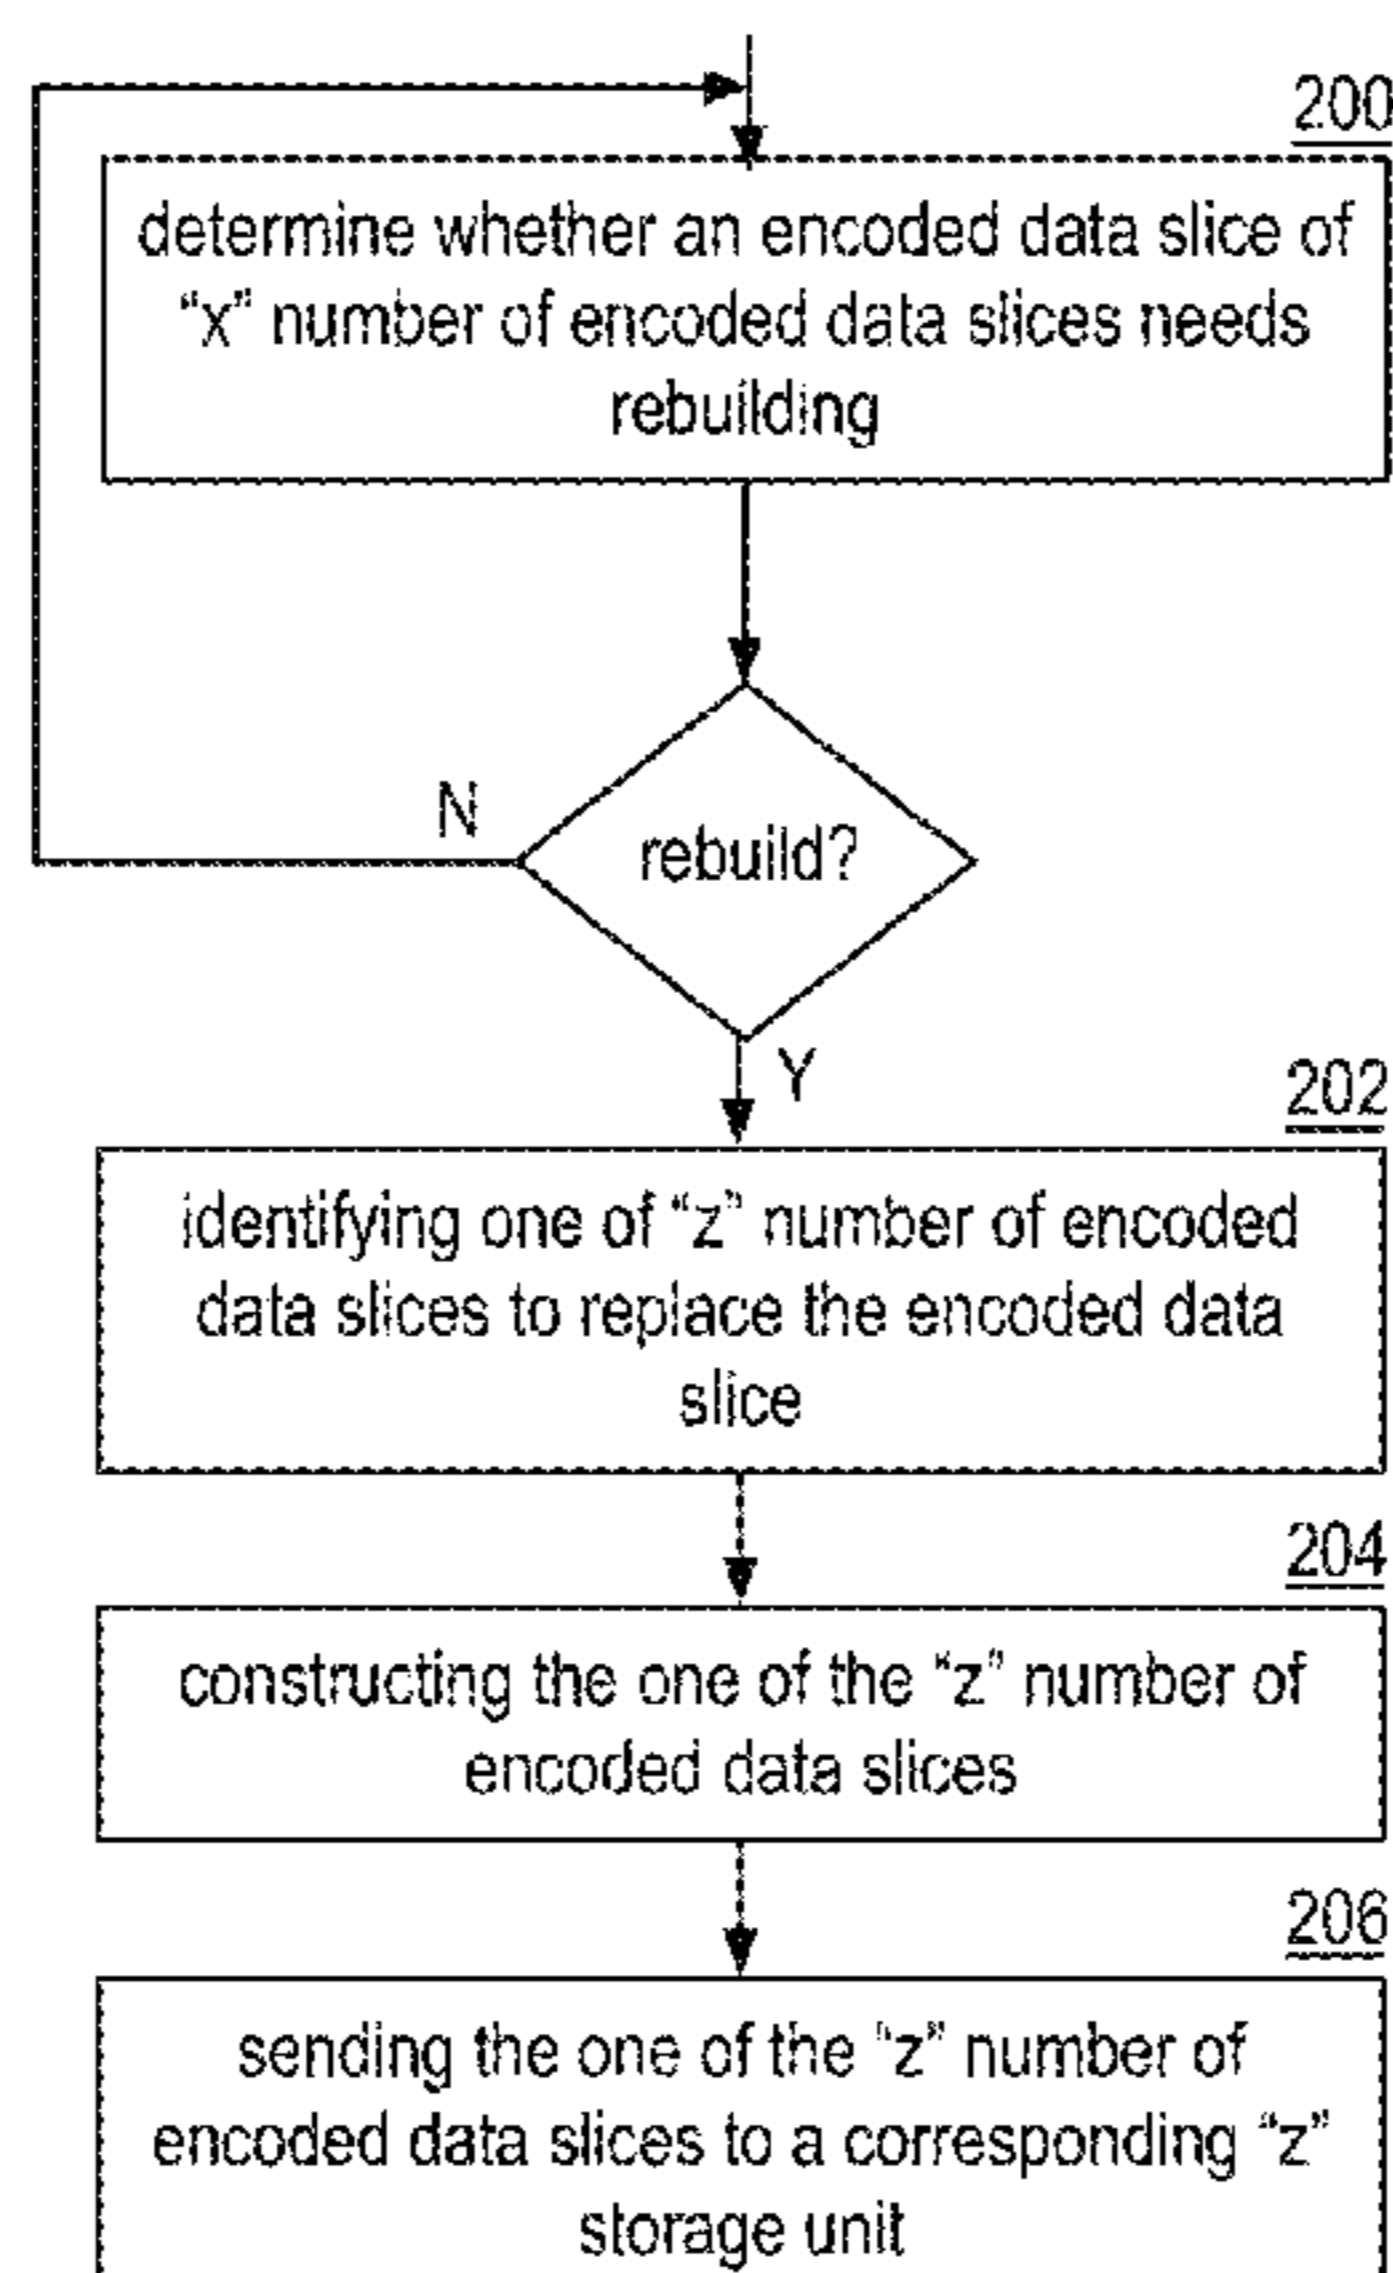 200
determine whether an encoded data slice of
“x” number of encoded data slices needs
rebuilding
N
rebuild?
Y
202
identifying one of “z” number of encoded
data slices to replace the encoded data
slice
204
constructing the one of the “z” number of
encoded data slices
206
sending the one of the “z” number of
encoded data slices to a corresponding “z”
storage unit